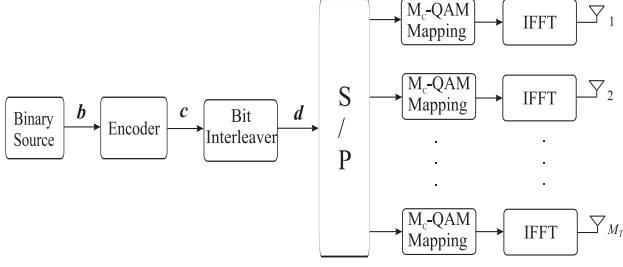 Binary
Source
b
Encoder
c
Bit
Interleaver
d
S
/
P
M_c-QAM
Mapping
IFFT
1
M_c-QAM
Mapping
IFFT
2
M_c-QAM
Mapping
IFFT
M_T